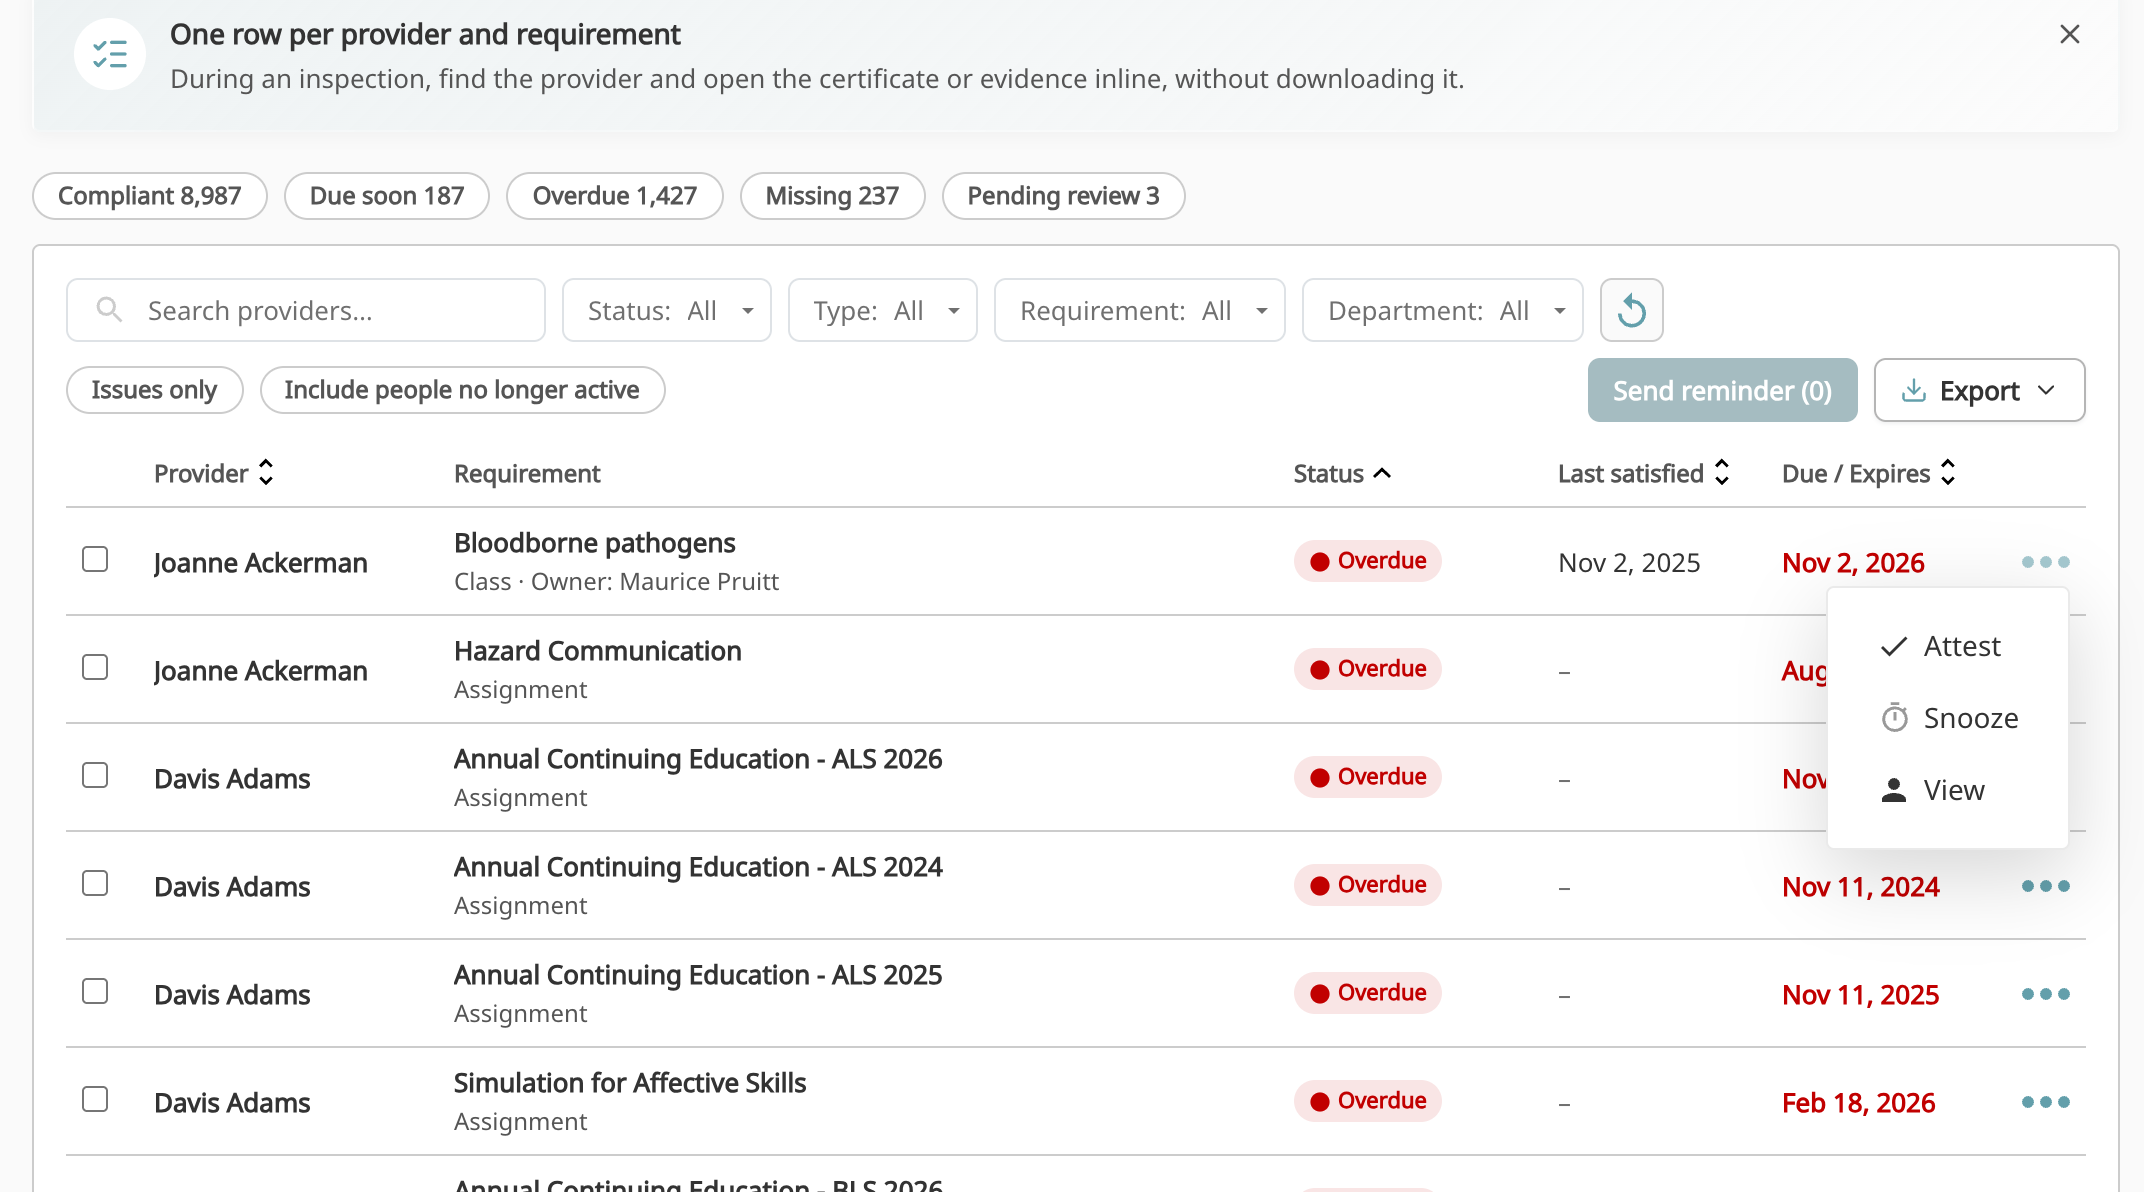 One row per provider and requirement
During an inspection, find the provider and open the certificate or evidence inline, without downloading it.
Compliant 8,987 Due soon 187 Overdue 1,427 Missing 237 Pending review 3
Search providers... Status: All Type: All Requirement: All Department: All
Issues only Include people no longer active Send reminder (0) Export
Provider Requirement Status Last satisfied Due / Expires
Joanne Ackerman Bloodborne pathogens Overdue Nov 2, 2025 Nov 2, 2026
Class · Owner: Maurice Pruitt
Attest
Joanne Ackerman Hazard Communication Overdue – Aug
Assignment
Snooze
Davis Adams Annual Continuing Education - ALS 2026 Overdue – Nov
Assignment
View
Davis Adams Annual Continuing Education - ALS 2024 Overdue – Nov 11, 2024
Assignment
Davis Adams Annual Continuing Education - ALS 2025 Overdue – Nov 11, 2025
Assignment
Davis Adams Simulation for Affective Skills Overdue – Feb 18, 2026
Assignment
Annual Continuing Education - BLS 2026